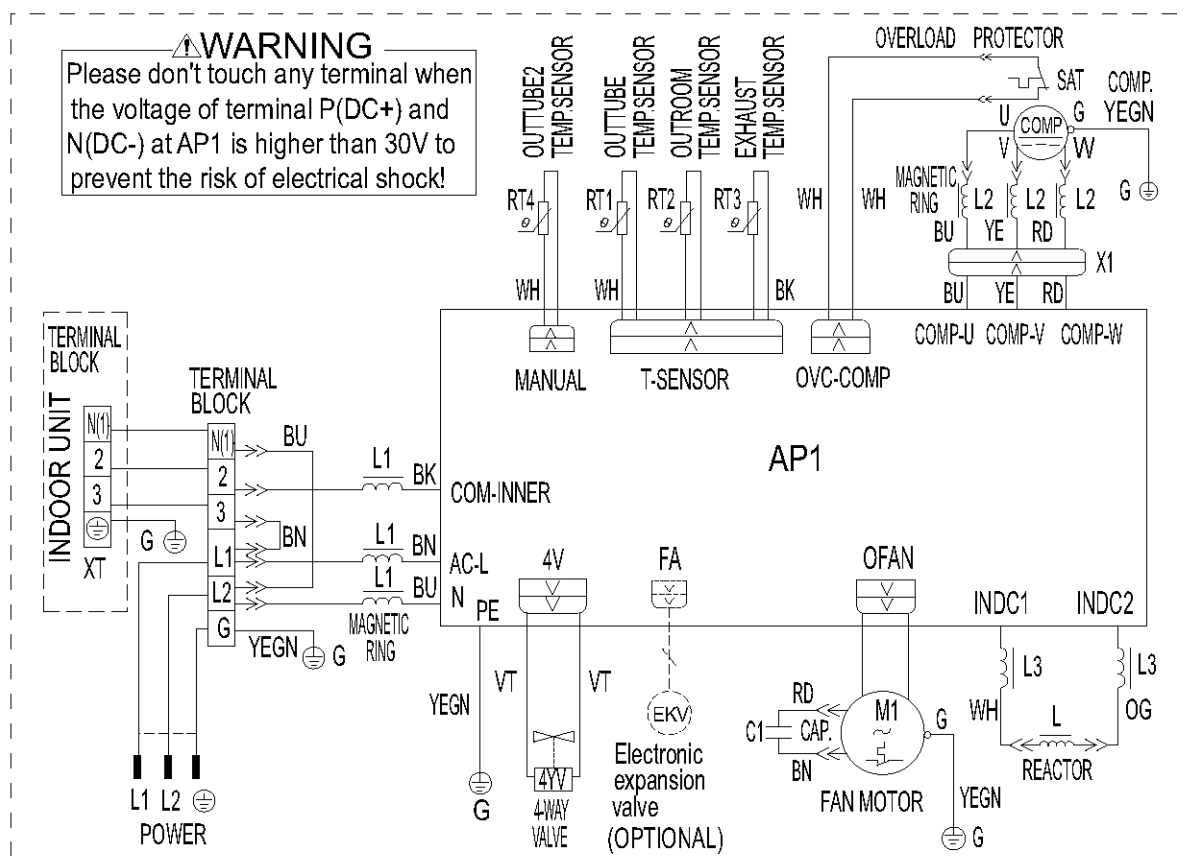 WARNING
Please don't touch any terminal when
the voltage of terminal P(DC+) and
N(DC-) at AP1 is higher than 30V to
prevent the risk of electrical shock!
OUTTUBE2
TEMP.SENSOR
OUTTUBE
TEMP.SENSOR
OUTROOM
TEMP.SENSOR
EXHAUST
TEMP.SENSOR
OVERLOAD PROTECTOR
SAT
COMP.
YEGN
U
G
COMP
V
W
MAGNETIC
RING
L2
L2
L2
G
RT4
RT1
RT2
RT3
θ
θ
θ
θ
WH
WH
BU
YE
RD
X1
WH
WH
BK
BU
YE
RD
MANUAL
T-SENSOR
OVC-COMP
COMP-U
COMP-V
COMP-W
AP1
TERMINAL
BLOCK
INDOOR UNIT
N(1)
2
3
XT
G
TERMINAL
BLOCK
N(1)
2
3
L1
L2
G
BU
BN
YEGN
G
L1
BK
COM-INNER
L1
BN
AC-L
L1
BU
N
MAGNETIC
RING
PE
4V
FA
OFAN
INDC1
INDC2
YEGN
G
VT
VT
4YV
4-WAY
VALVE
EKV
Electronic
expansion
valve
(OPTIONAL)
RD
C1
CAP.
BN
M1
~
G
FAN MOTOR
YEGN
G
L3
L3
WH
L
OG
REACTOR
L1 L2
POWER